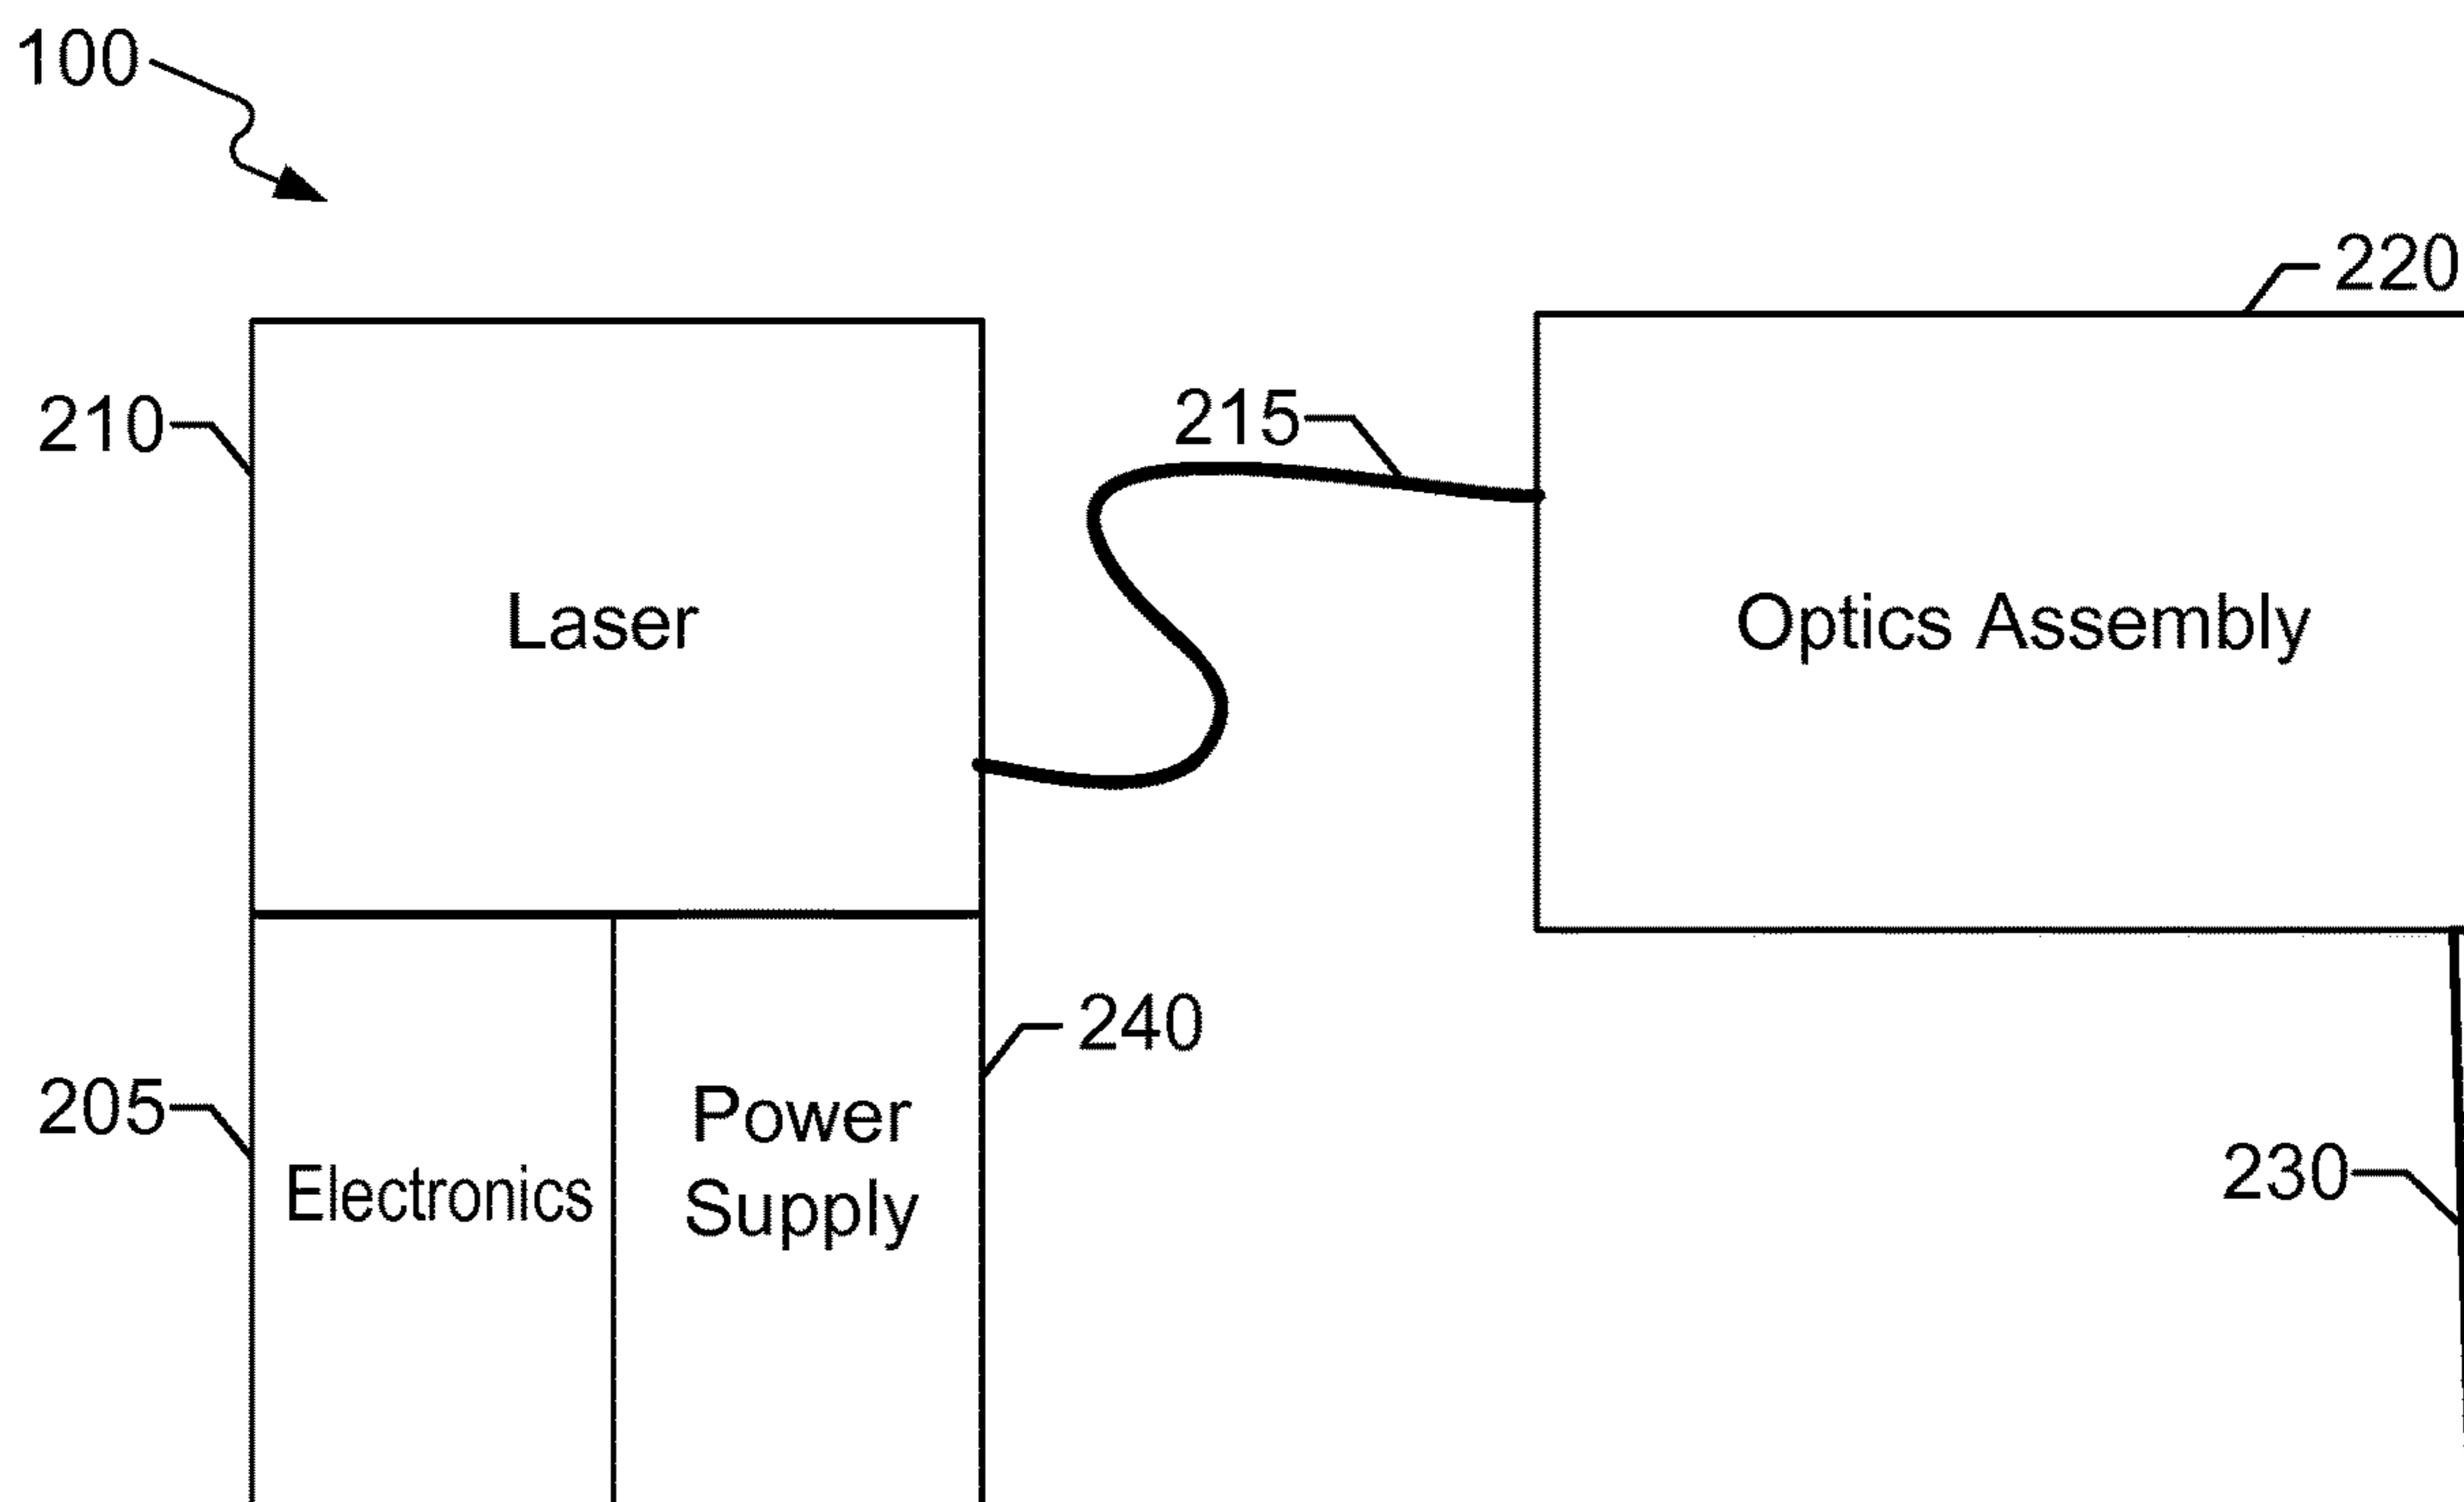 100
220
210
215
Laser
Optics Assembly
240
205
Power
Supply
Electronics
230